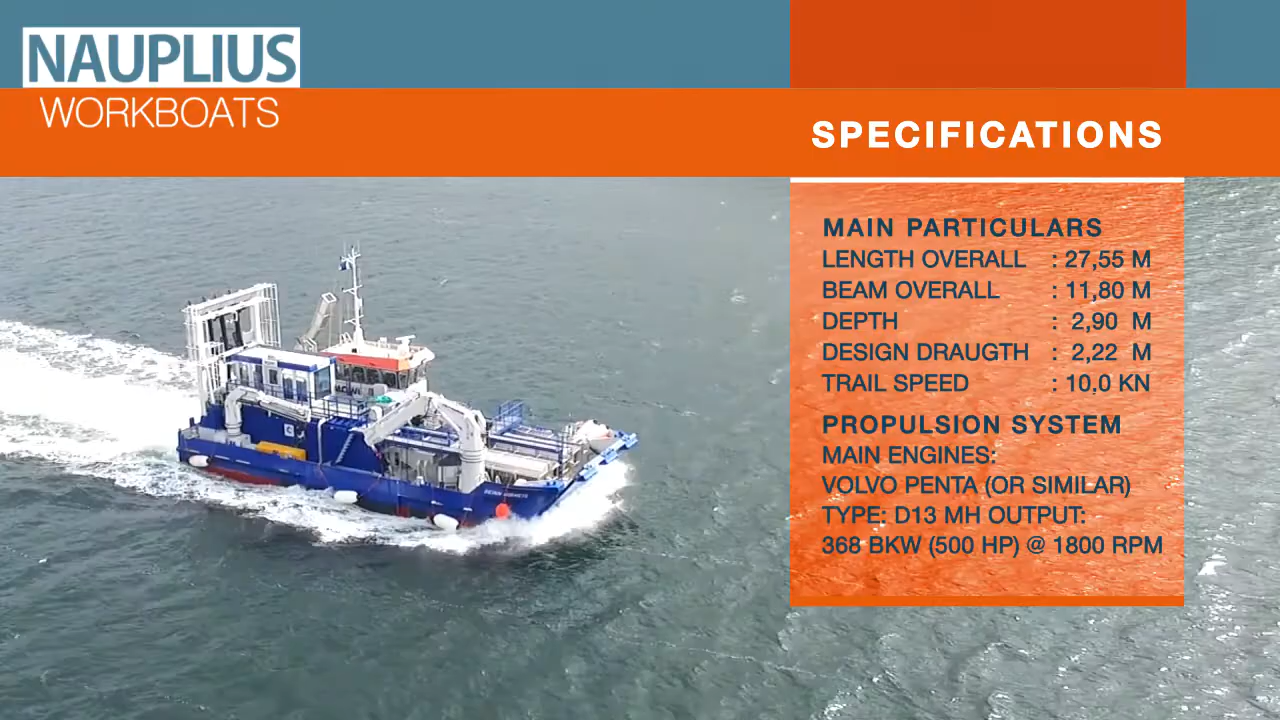 NAUPLIUS
WORKBOATS
SPECIFICATIONS
MAIN PARTICULARS
LENGTH OVERALL : 27,55 M
BEAM OVERALL : 11,80 M
DEPTH : 2,90 M
DESIGN DRAUGTH : 2,22 M
TRAIL SPEED : 10,0 KN
PROPULSION SYSTEM
MAIN ENGINES:
VOLVO PENTA (OR SIMILAR)
TYPE: D13 MH OUTPUT:
368 BKW (500 HP) @ 1800 RPM